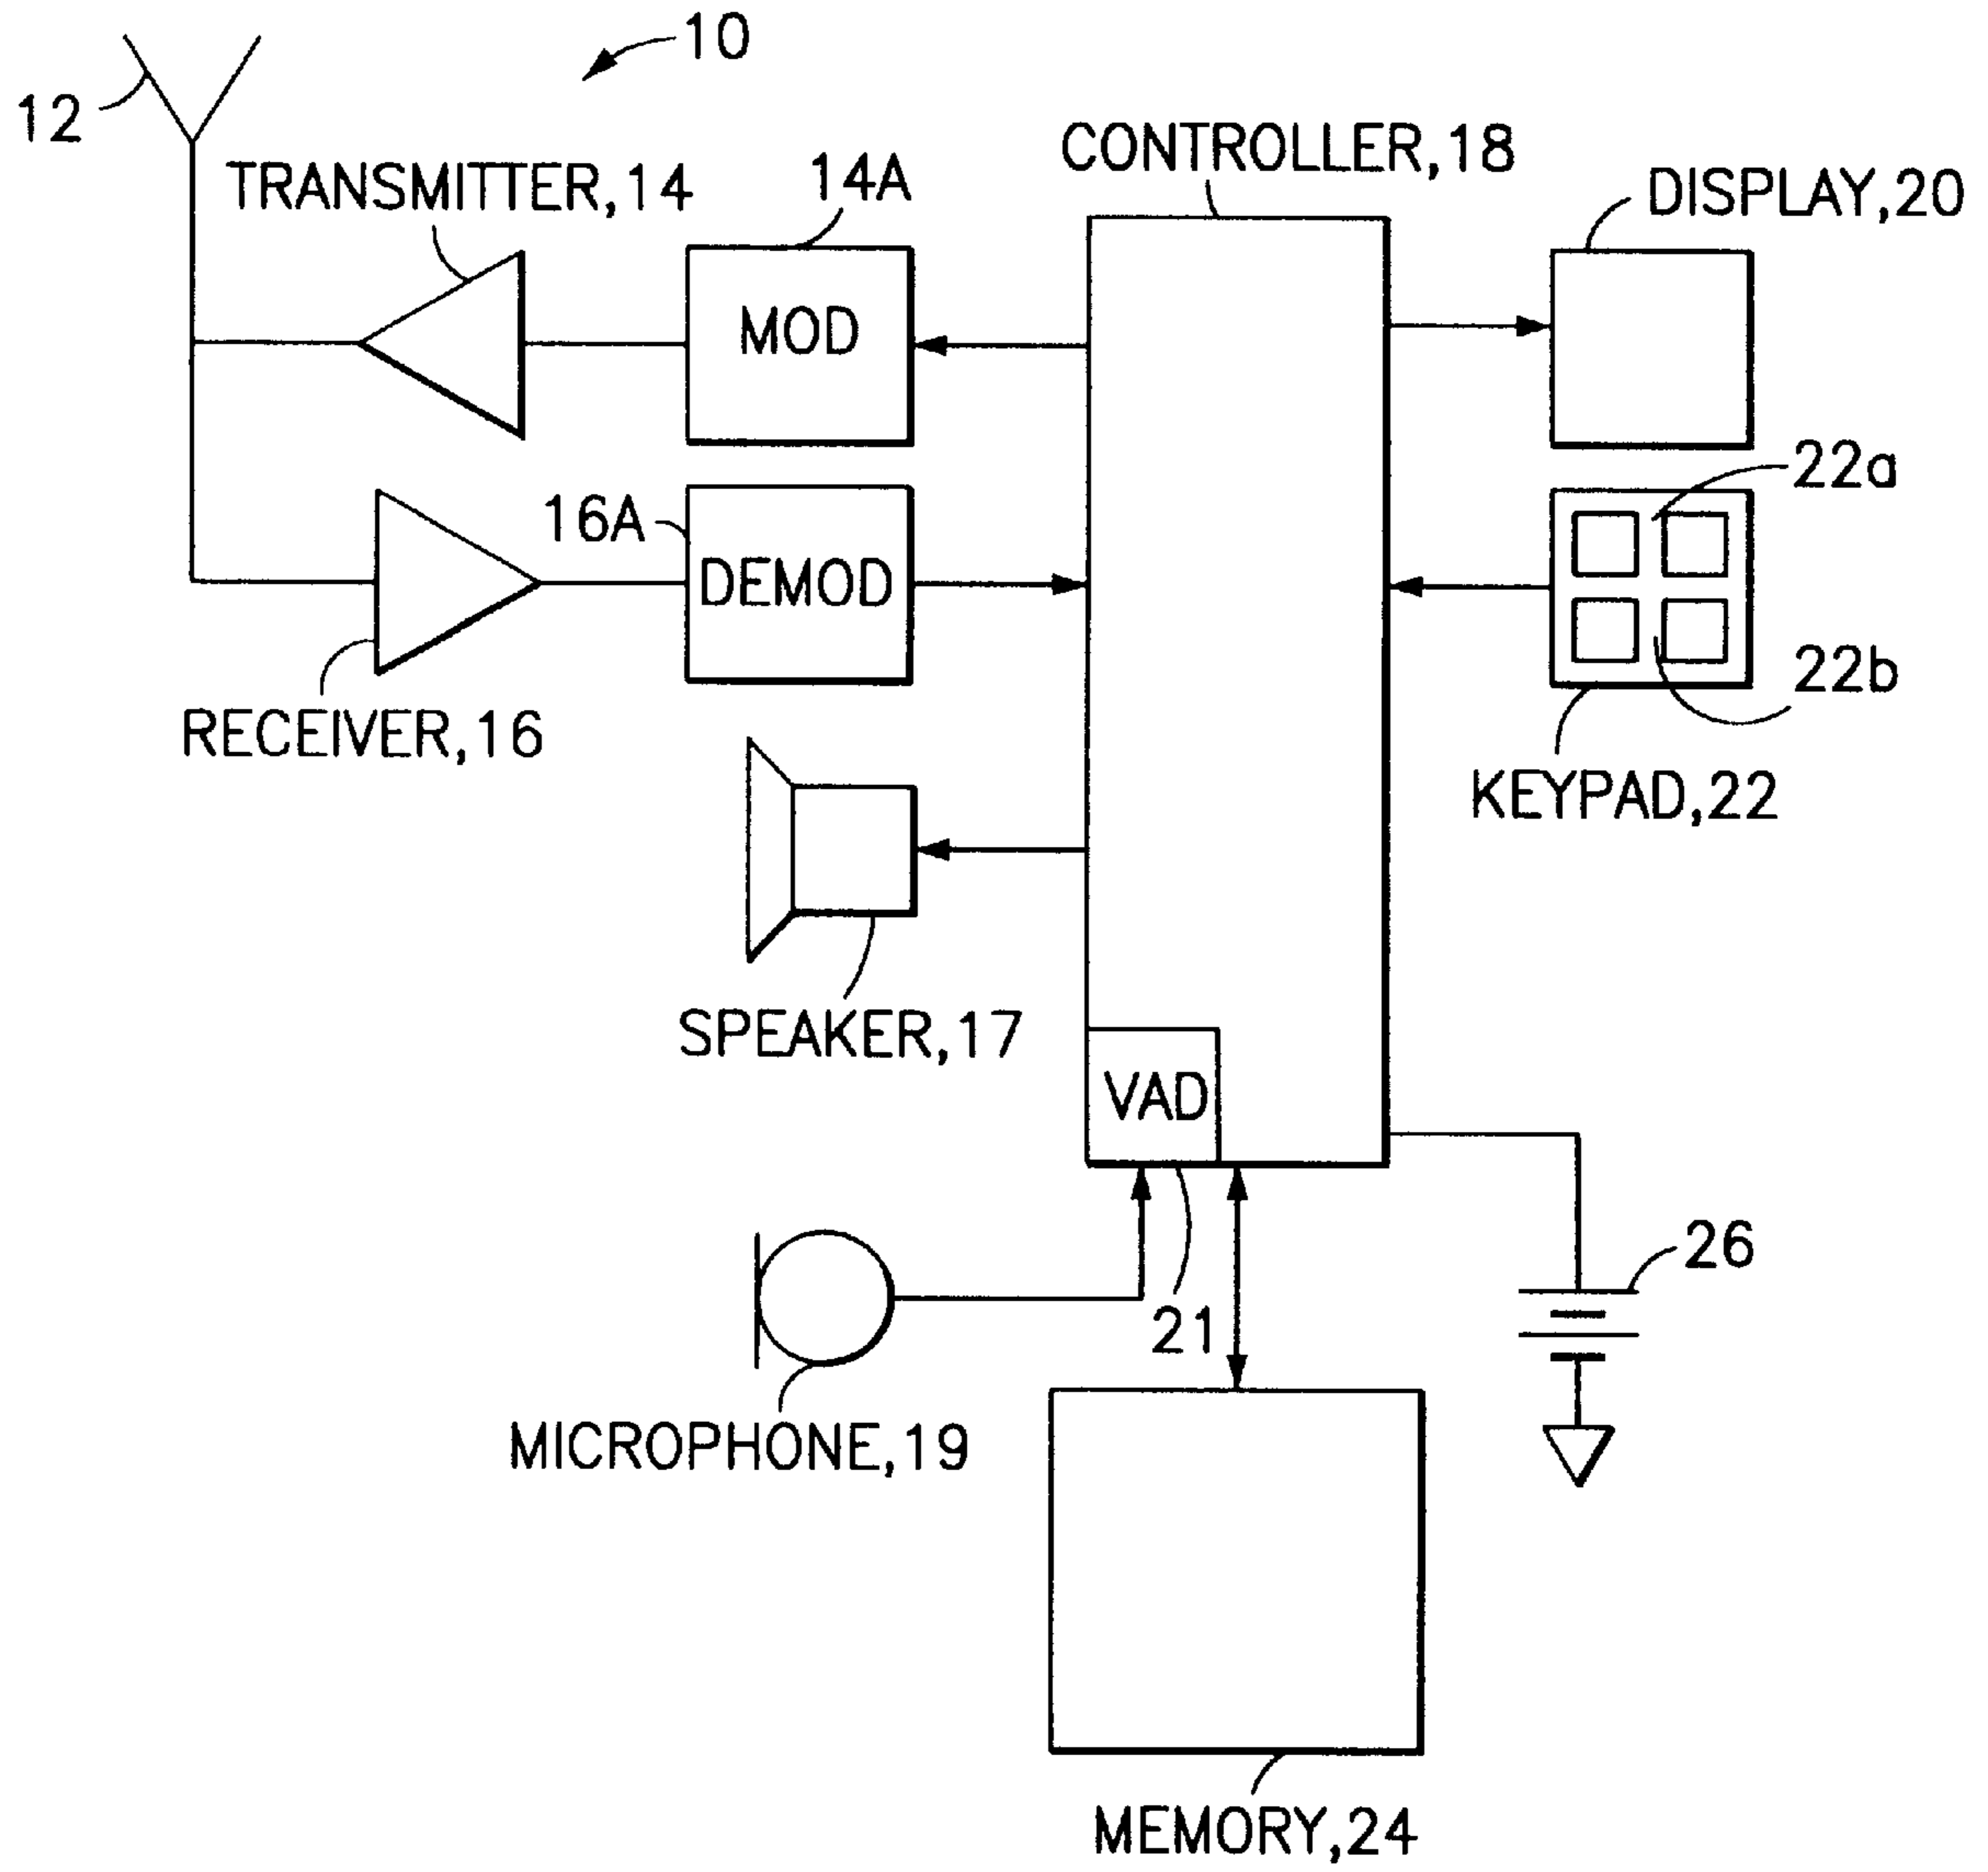 10
12
CONTROLLER,18
TRANSMITTER,14
14A
DISPLAY,20
MOD
22a
16A
DEMOD
22b
RECEIVER,16
KEYPAD,22
SPEAKER,17
VAD
26
21
MICROPHONE,19
MEMORY,24